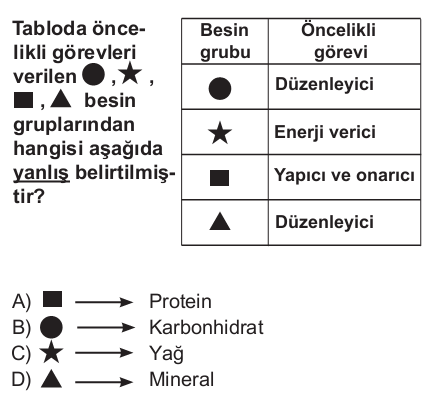 Tabloda önce-
likli görevleri
verilen ● , ★ ,
■ , ▲ besin
gruplarından
hangisi aşağıda
yanlış belirtilmiş-
tir?
Besin grubu Öncelikli görevi
● Düzenleyici
★ Enerji verici
■ Yapıcı ve onarıcı
▲ Düzenleyici
A) ■ → Protein
B) ● → Karbonhidrat
C) ★ → Yağ
D) ▲ → Mineral